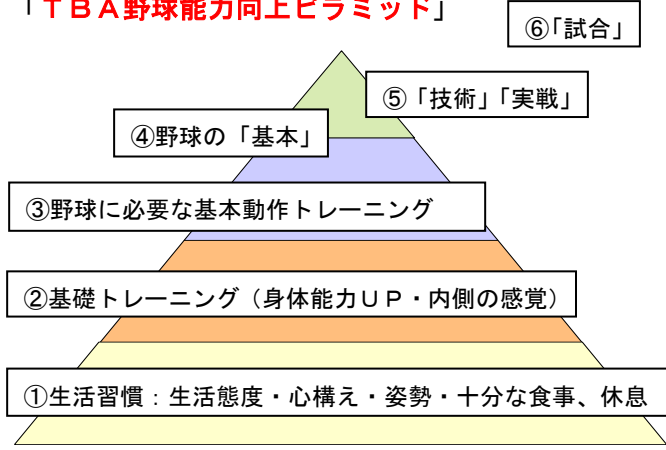 「ＴＢＡ野球能力向上ピラミッド」
⑥「試合」
⑤「技術」「実戦」
④野球の「基本」
③野球に必要な基本動作トレーニング
②基礎トレーニング（身体能力ＵＰ・内側の感覚）
①生活習慣：生活態度・心構え・姿勢・十分な食事、休息